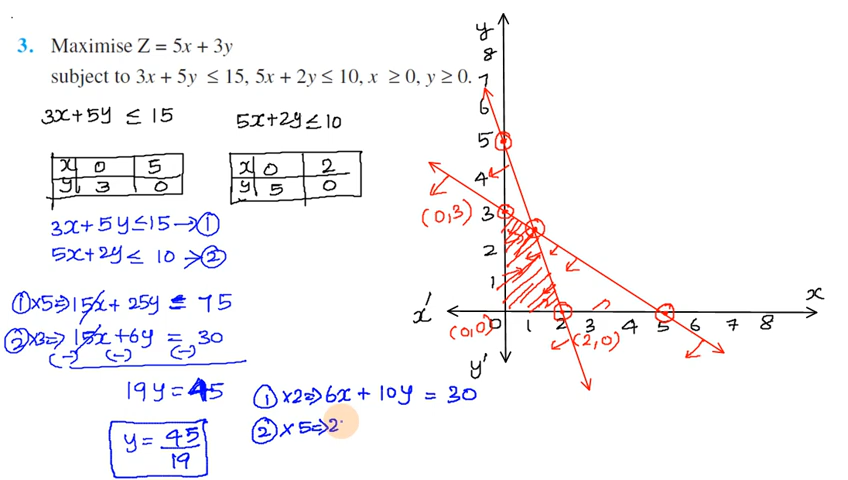 3. Maximise Z = 5x + 3y
subject to 3x + 5y ≤ 15, 5x + 2y ≤ 10, x ≥ 0, y ≥ 0.
3x+5y ≤ 15
x 0 5
y 3 0
5x+2y ≤ 10
x 0 2
y 5 0
3x+5y ≤ 15 → ①
5x+2y ≤ 10 → ②
① ×5 ⇒ 15x + 25y = 75
② ×3 ⇒ 15x + 6y = 30
(−) (−) (−)
19y = 45
y = 45/19
① ×2 ⇒ 6x + 10y = 30
② × 5 ⇒ 2
y
8
7
6
5
4
3
2
1
(0,3)
x' 0 1 2 3 4 5 6 7 8 x
(0,0) (2,0)
y'